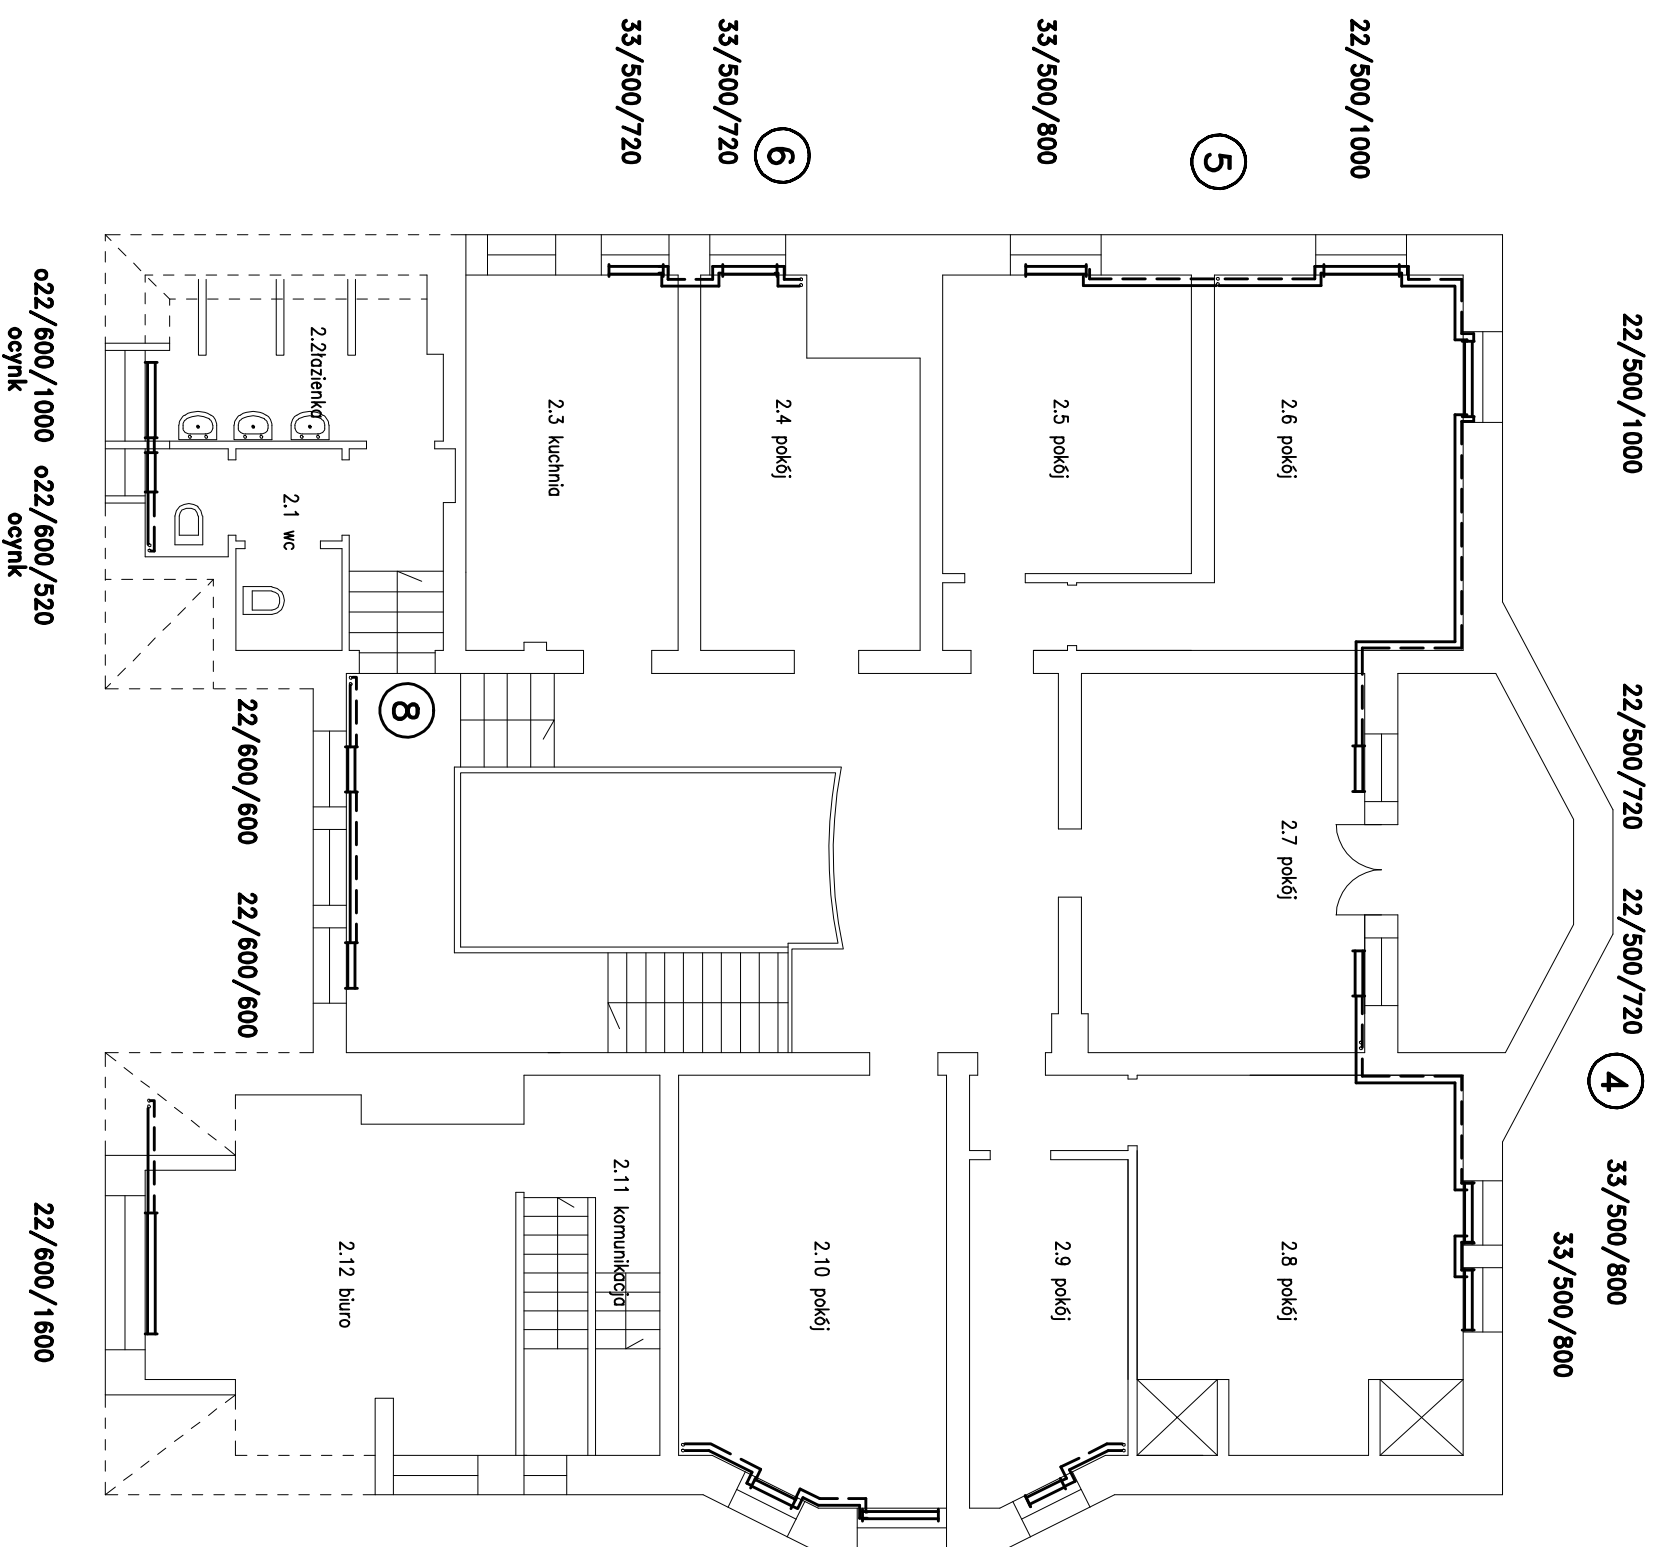 33/500/720
33/500/720
6
33/500/800
5
22/500/1000
22/500/1000
o22/600/1000
ocynk
o22/600/520
ocynk
2.2łazienka
2.1 wc
2.3 kuchnia
2.4 pokój
2.5 pokój
2.6 pokój
8
22/600/600
22/600/600
2.7 pokój
22/500/720
22/500/720
4
33/500/800
33/500/800
2.8 pokój
2.9 pokój
2.10 pokój
2.11 komunikacja
2.12 biuro
22/600/1600